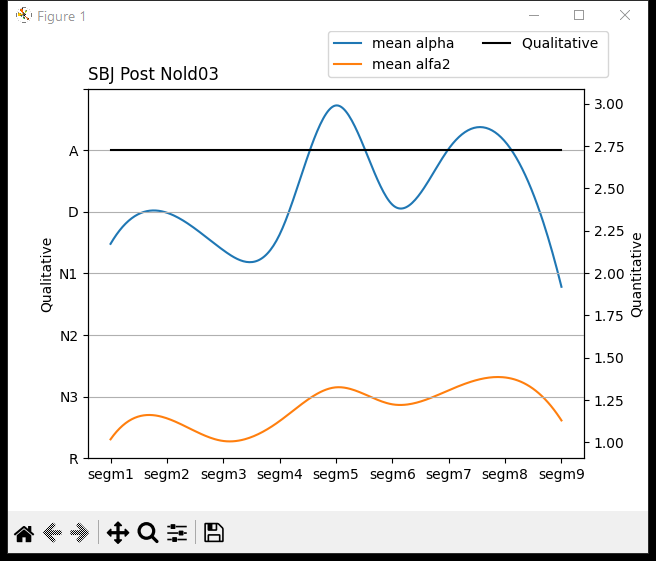 Figure 1
mean alpha
mean alfa2
Qualitative
SBJ Post Nold03
A
D
N1
N2
N3
R
Qualitative
3.00
2.75
2.50
2.25
2.00
1.75
1.50
1.25
1.00
Quantitative
segm1 segm2 segm3 segm4 segm5 segm6 segm7 segm8 segm9